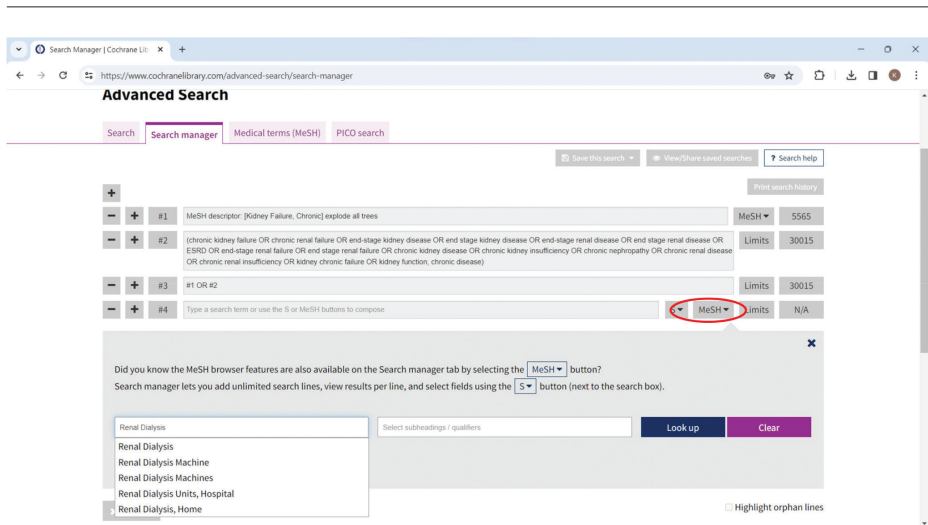 Search Manager | Cochrane Lib
https://www.cochranelibrary.com/advanced-search/search-manager
K
Advanced Search
Search
Search manager
Medical terms (MeSH)
PICO search
Save this search
View/Share saved searches
? Search help
Print search history
+
− + #1 MeSH descriptor: [Kidney Failure, Chronic] explode all trees MeSH 5565
− + #2 (chronic kidney failure OR chronic renal failure OR end-stage kidney disease OR end stage kidney disease OR end-stage renal disease OR end stage renal disease OR Limits 30015
ESRD OR end-stage renal failure OR end stage renal failure OR chronic kidney disease OR chronic kidney insufficiency OR chronic nephropathy OR chronic renal disease
OR chronic renal insufficiency OR kidney chronic failure OR kidney function, chronic disease)
− + #3 #1 OR #2 Limits 30015
− + #4 Type a search term or use the S or MeSH buttons to compose S MeSH Limits N/A
Did you know the MeSH browser features are also available on the Search manager tab by selecting the MeSH button?
Search manager lets you add unlimited search lines, view results per line, and select fields using the S button (next to the search box).
Renal Dialysis
Select subheadings / qualifiers
Look up
Clear
Renal Dialysis
Renal Dialysis Machine
Renal Dialysis Machines
Renal Dialysis Units, Hospital
Renal Dialysis, Home
Highlight orphan lines